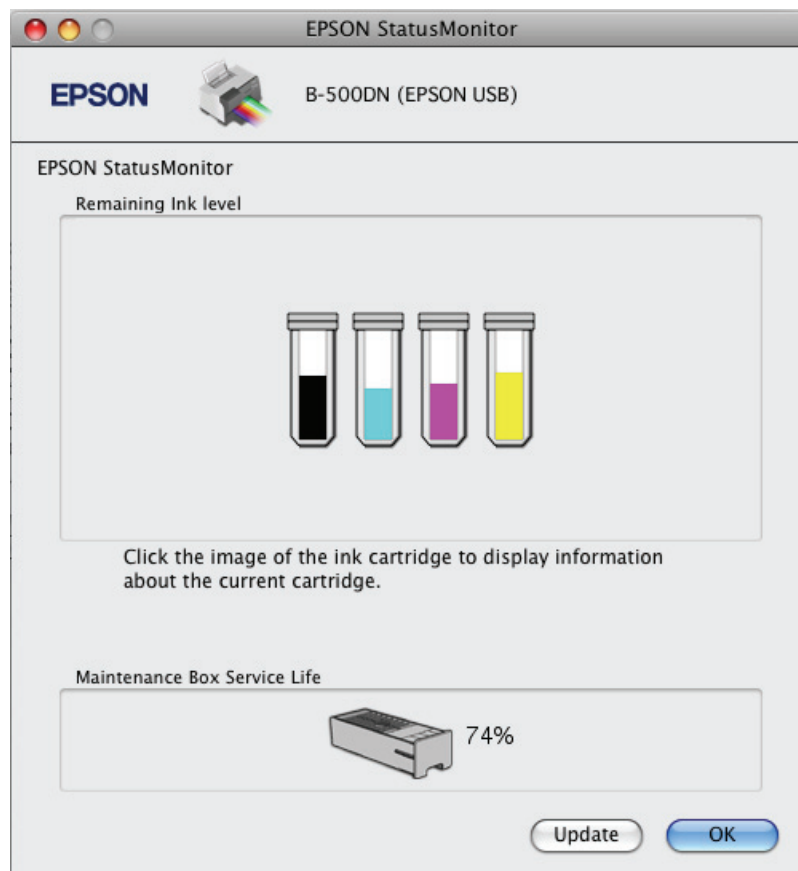 EPSON StatusMonitor
EPSON
B-500DN (EPSON USB)
EPSON StatusMonitor
Remaining Ink level
Click the image of the ink cartridge to display information
about the current cartridge.
Maintenance Box Service Life
74%
Update
OK